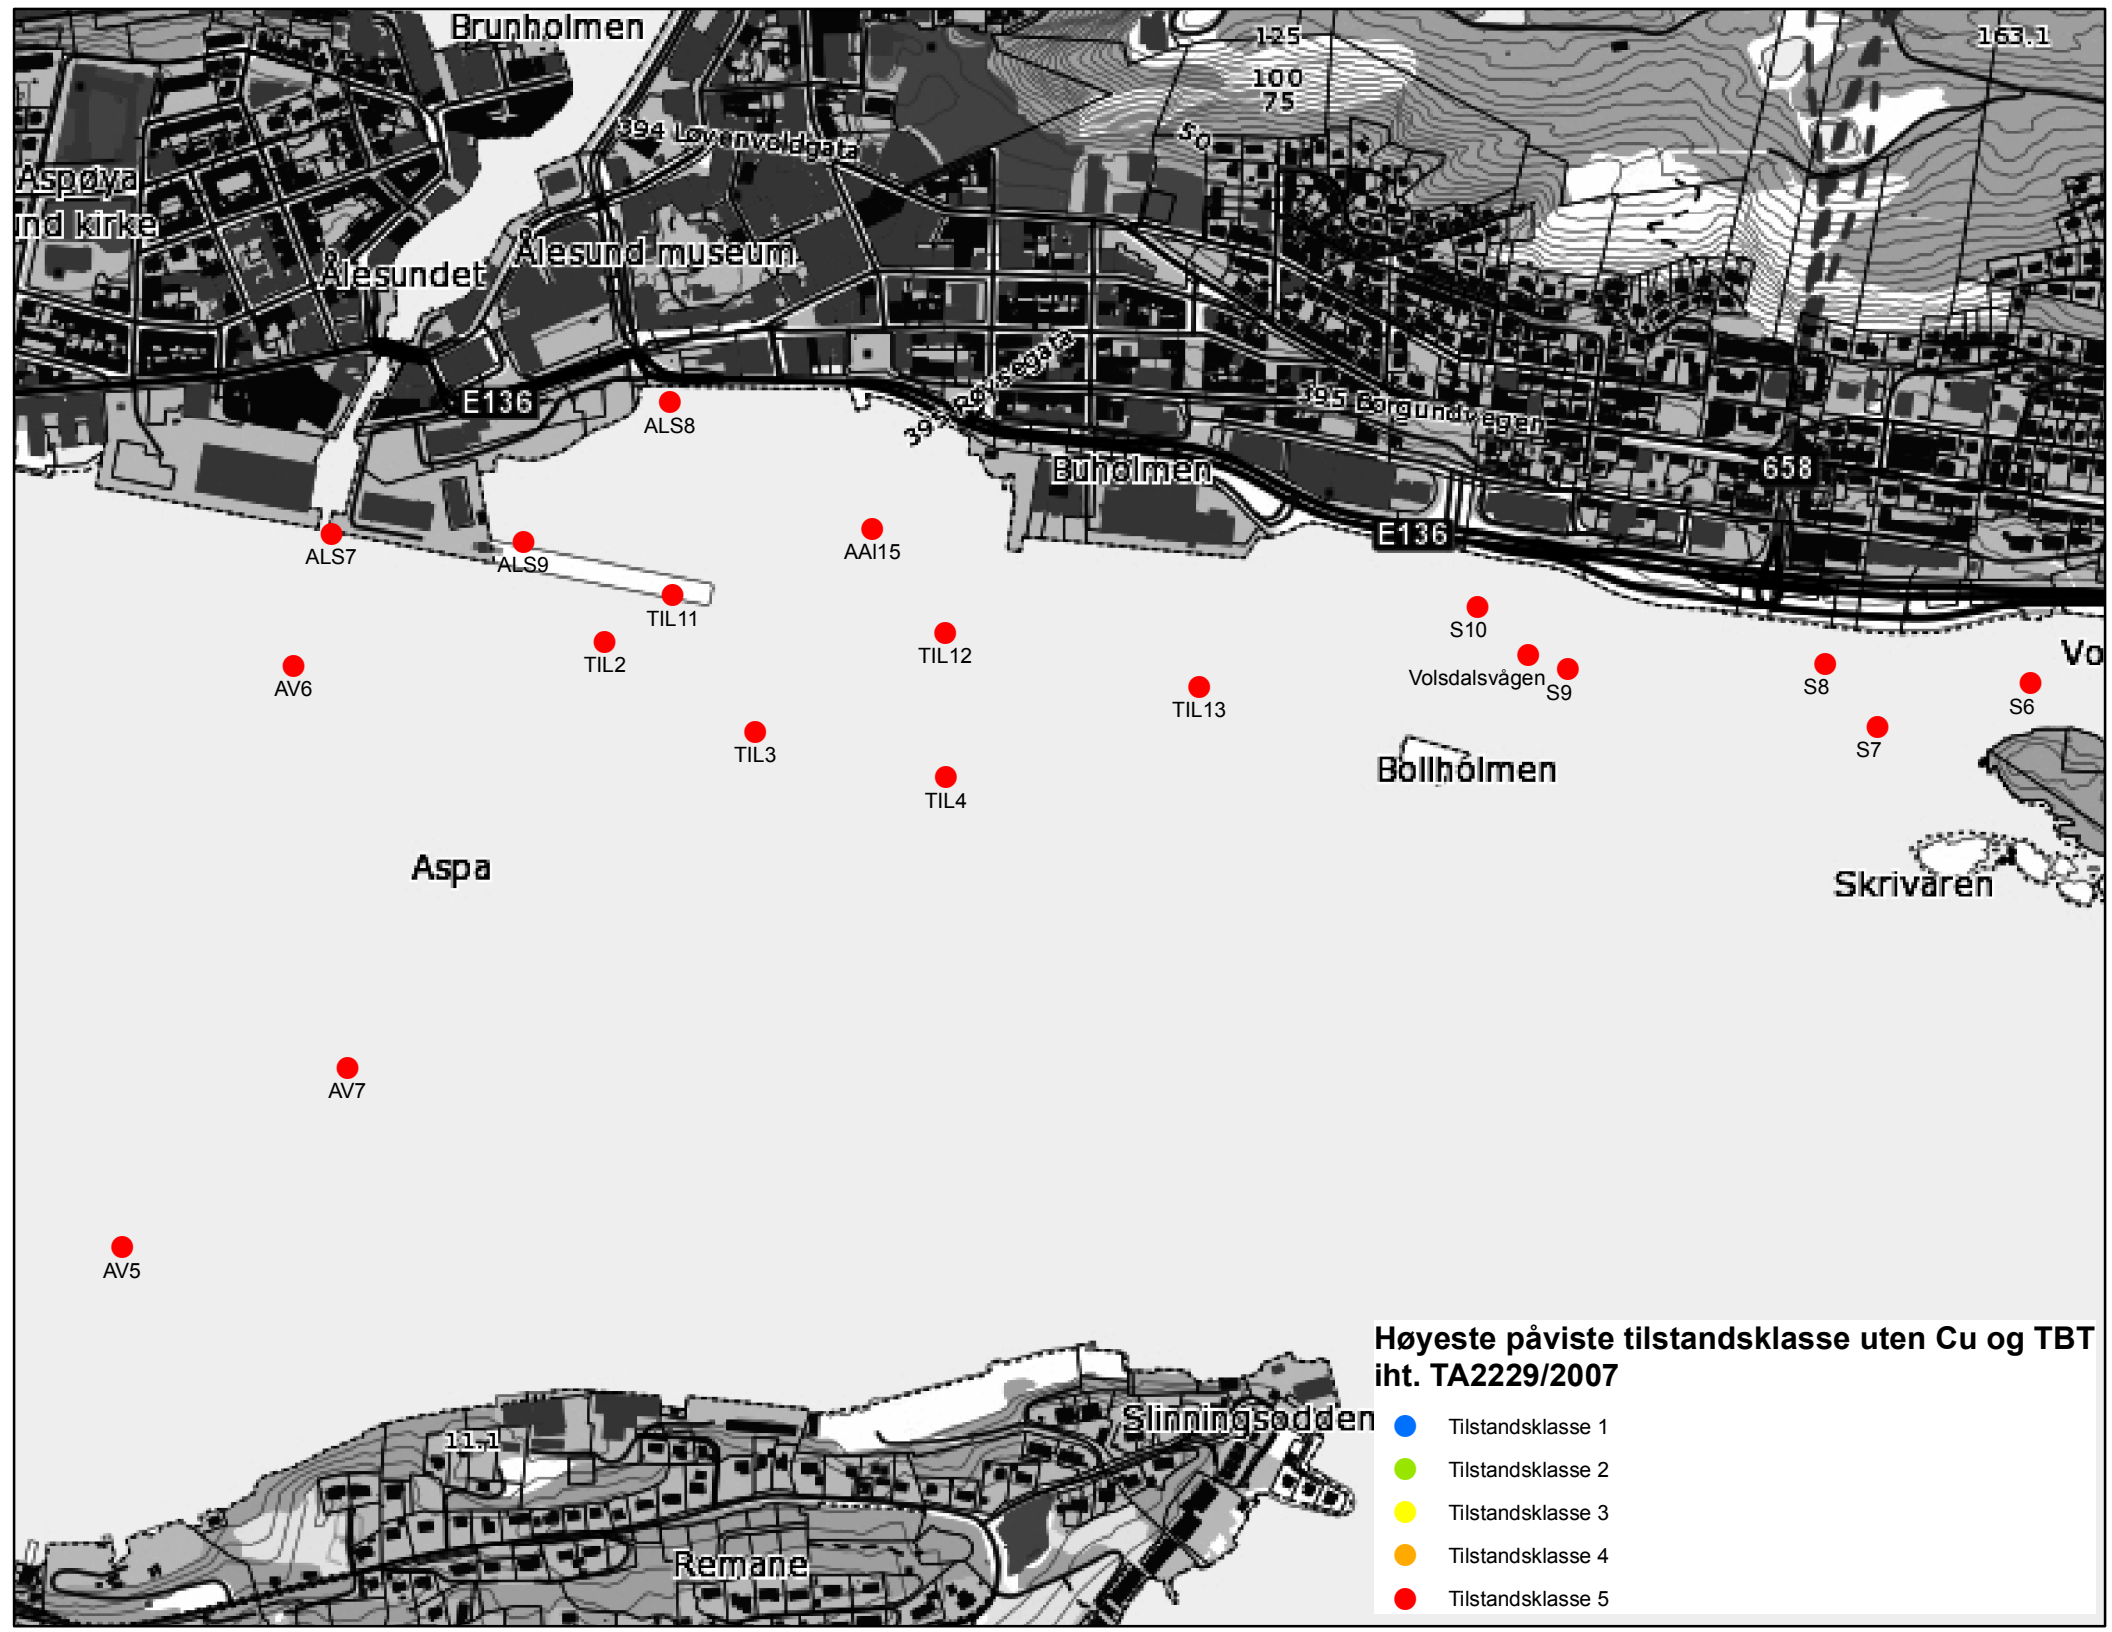 Brunholmen
125
163.1
100
75
50
394 Løvenvoldgata
Aspøya
und kirke
Ålesund museum
Ålesundet
395 Røysegata
E136
395 Borgundvegen
ALS8
Buholmen
658
E136
ALS7
ALS9
AAI15
TIL11
S10
TIL2
TIL12
Vo
AV6
Volsdalsvågen
S9
S8
TIL13
S6
TIL3
S7
Bollholmen
TIL4
Aspa
Skrivaren
AV7
AV5
Høyeste påviste tilstandsklasse uten Cu og TBT
iht. TA2229/2007
Tilstandsklasse 1
Tilstandsklasse 2
Tilstandsklasse 3
Tilstandsklasse 4
Tilstandsklasse 5
Slinningsodden
11.1
Remane